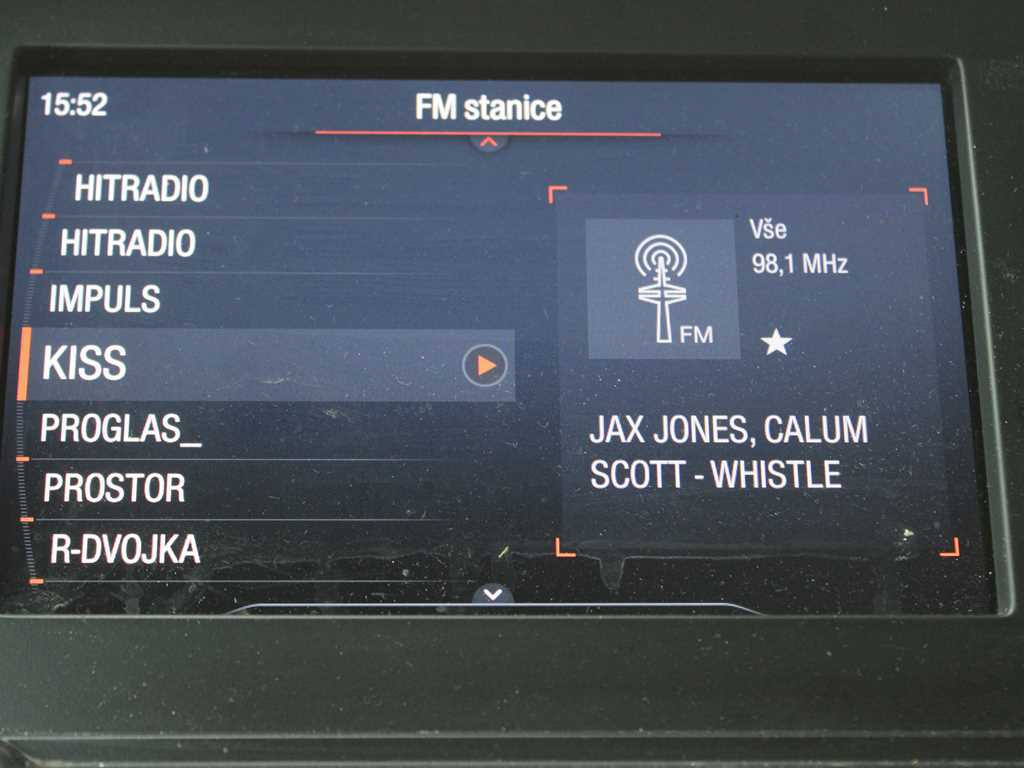 15:52
FM stanice
HITRADIO
HITRADIO
IMPULS
KISS
PROGLAS_
PROSTOR
R-DVOJKA
Vše
98,1 MHz
FM
JAX JONES, CALUM
SCOTT - WHISTLE